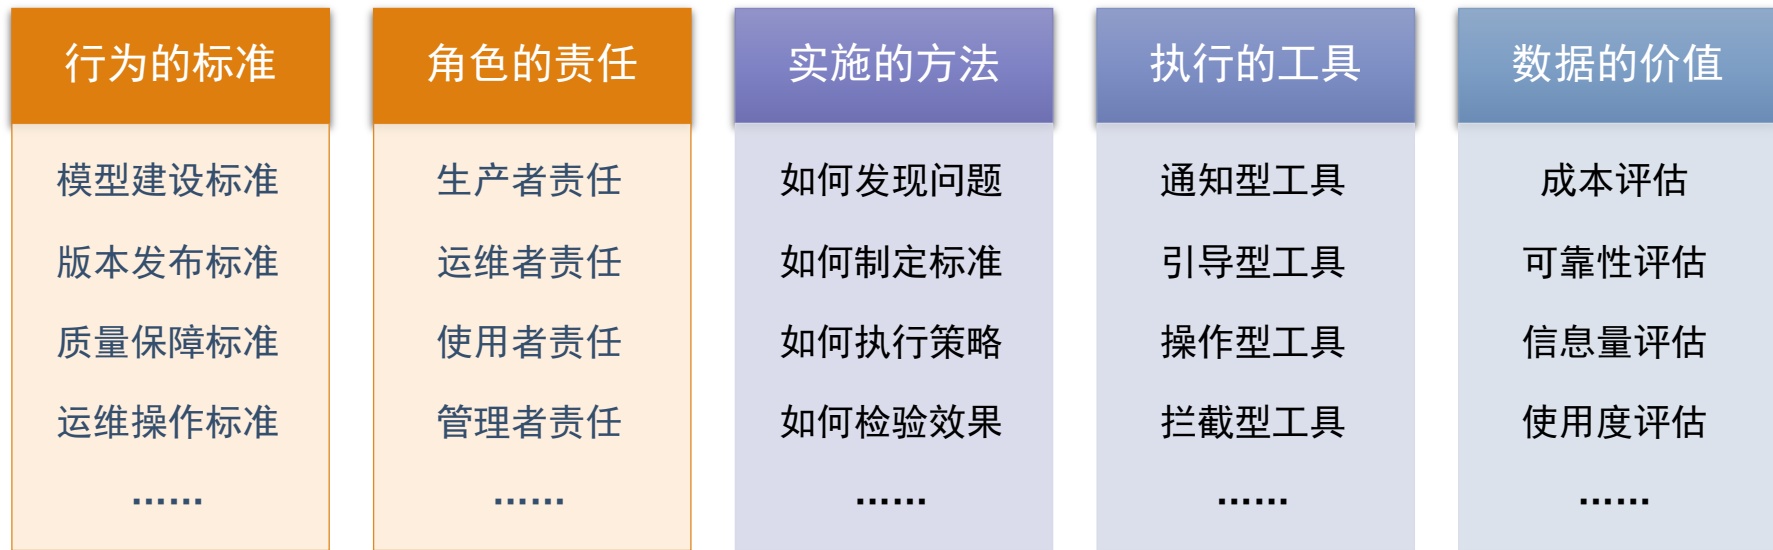 行为的标准
模型建设标准
版本发布标准
质量保障标准
运维操作标准
......
角色的责任
生产者责任
运维者责任
使用者责任
管理者责任
......
实施的方法
如何发现问题
如何制定标准
如何执行策略
如何检验效果
......
执行的工具
通知型工具
引导型工具
操作型工具
拦截型工具
......
数据的价值
成本评估
可靠性评估
信息量评估
使用度评估
......